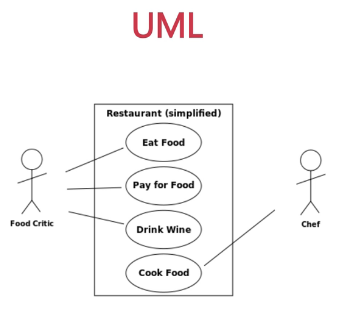 UML
Restaurant (simplified)
Eat Food
Pay for Food
Drink Wine
Cook Food
Food Critic
Chef